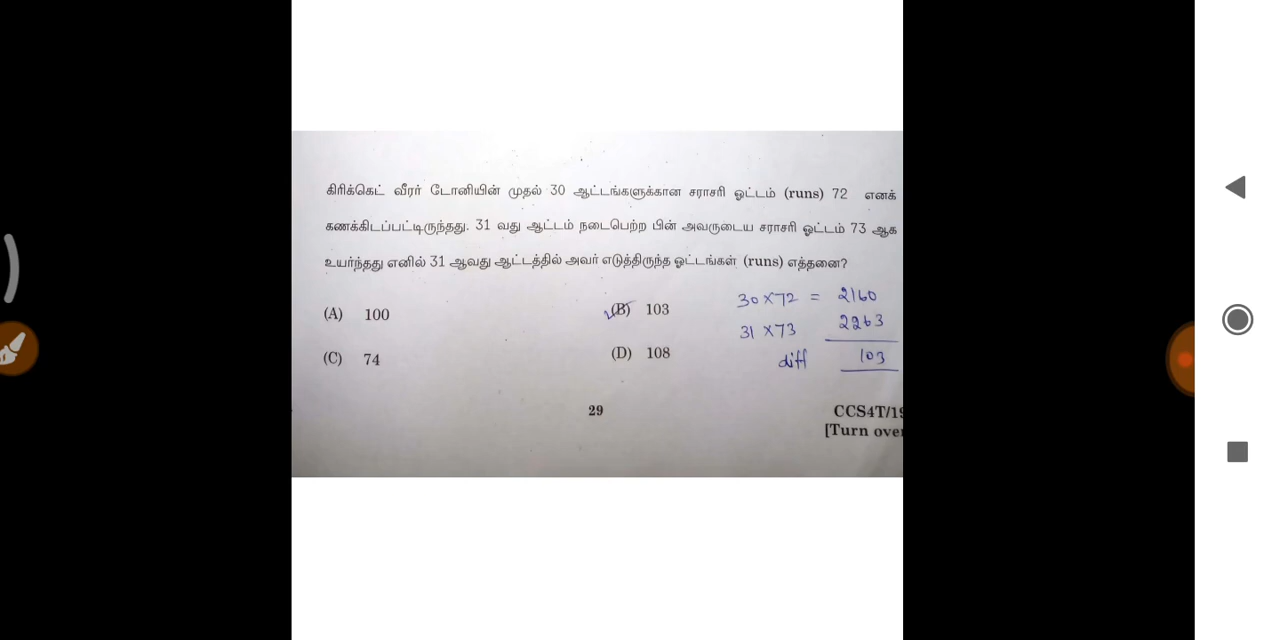 கிரிக்கெட் வீரர் டோனியின் முதல் 30 ஆட்டங்களுக்கான சராசரி ஓட்டம் (runs) 72 எனக்
கணக்கிடப்பட்டிருந்தது. 31 வது ஆட்டம் நடைபெற்ற பின் அவருடைய சராசரி ஓட்டம் 73 ஆக
உயர்ந்தது எனில் 31 ஆவது ஆட்டத்தில் அவர் எடுத்திருந்த ஓட்டங்கள் (runs) எத்தனை?
(A) 100 (B) 103
(C) 74 (D) 108
30 × 72 = 2160
31 × 73 2263
diff 103
29
CCS4T/19
[Turn over